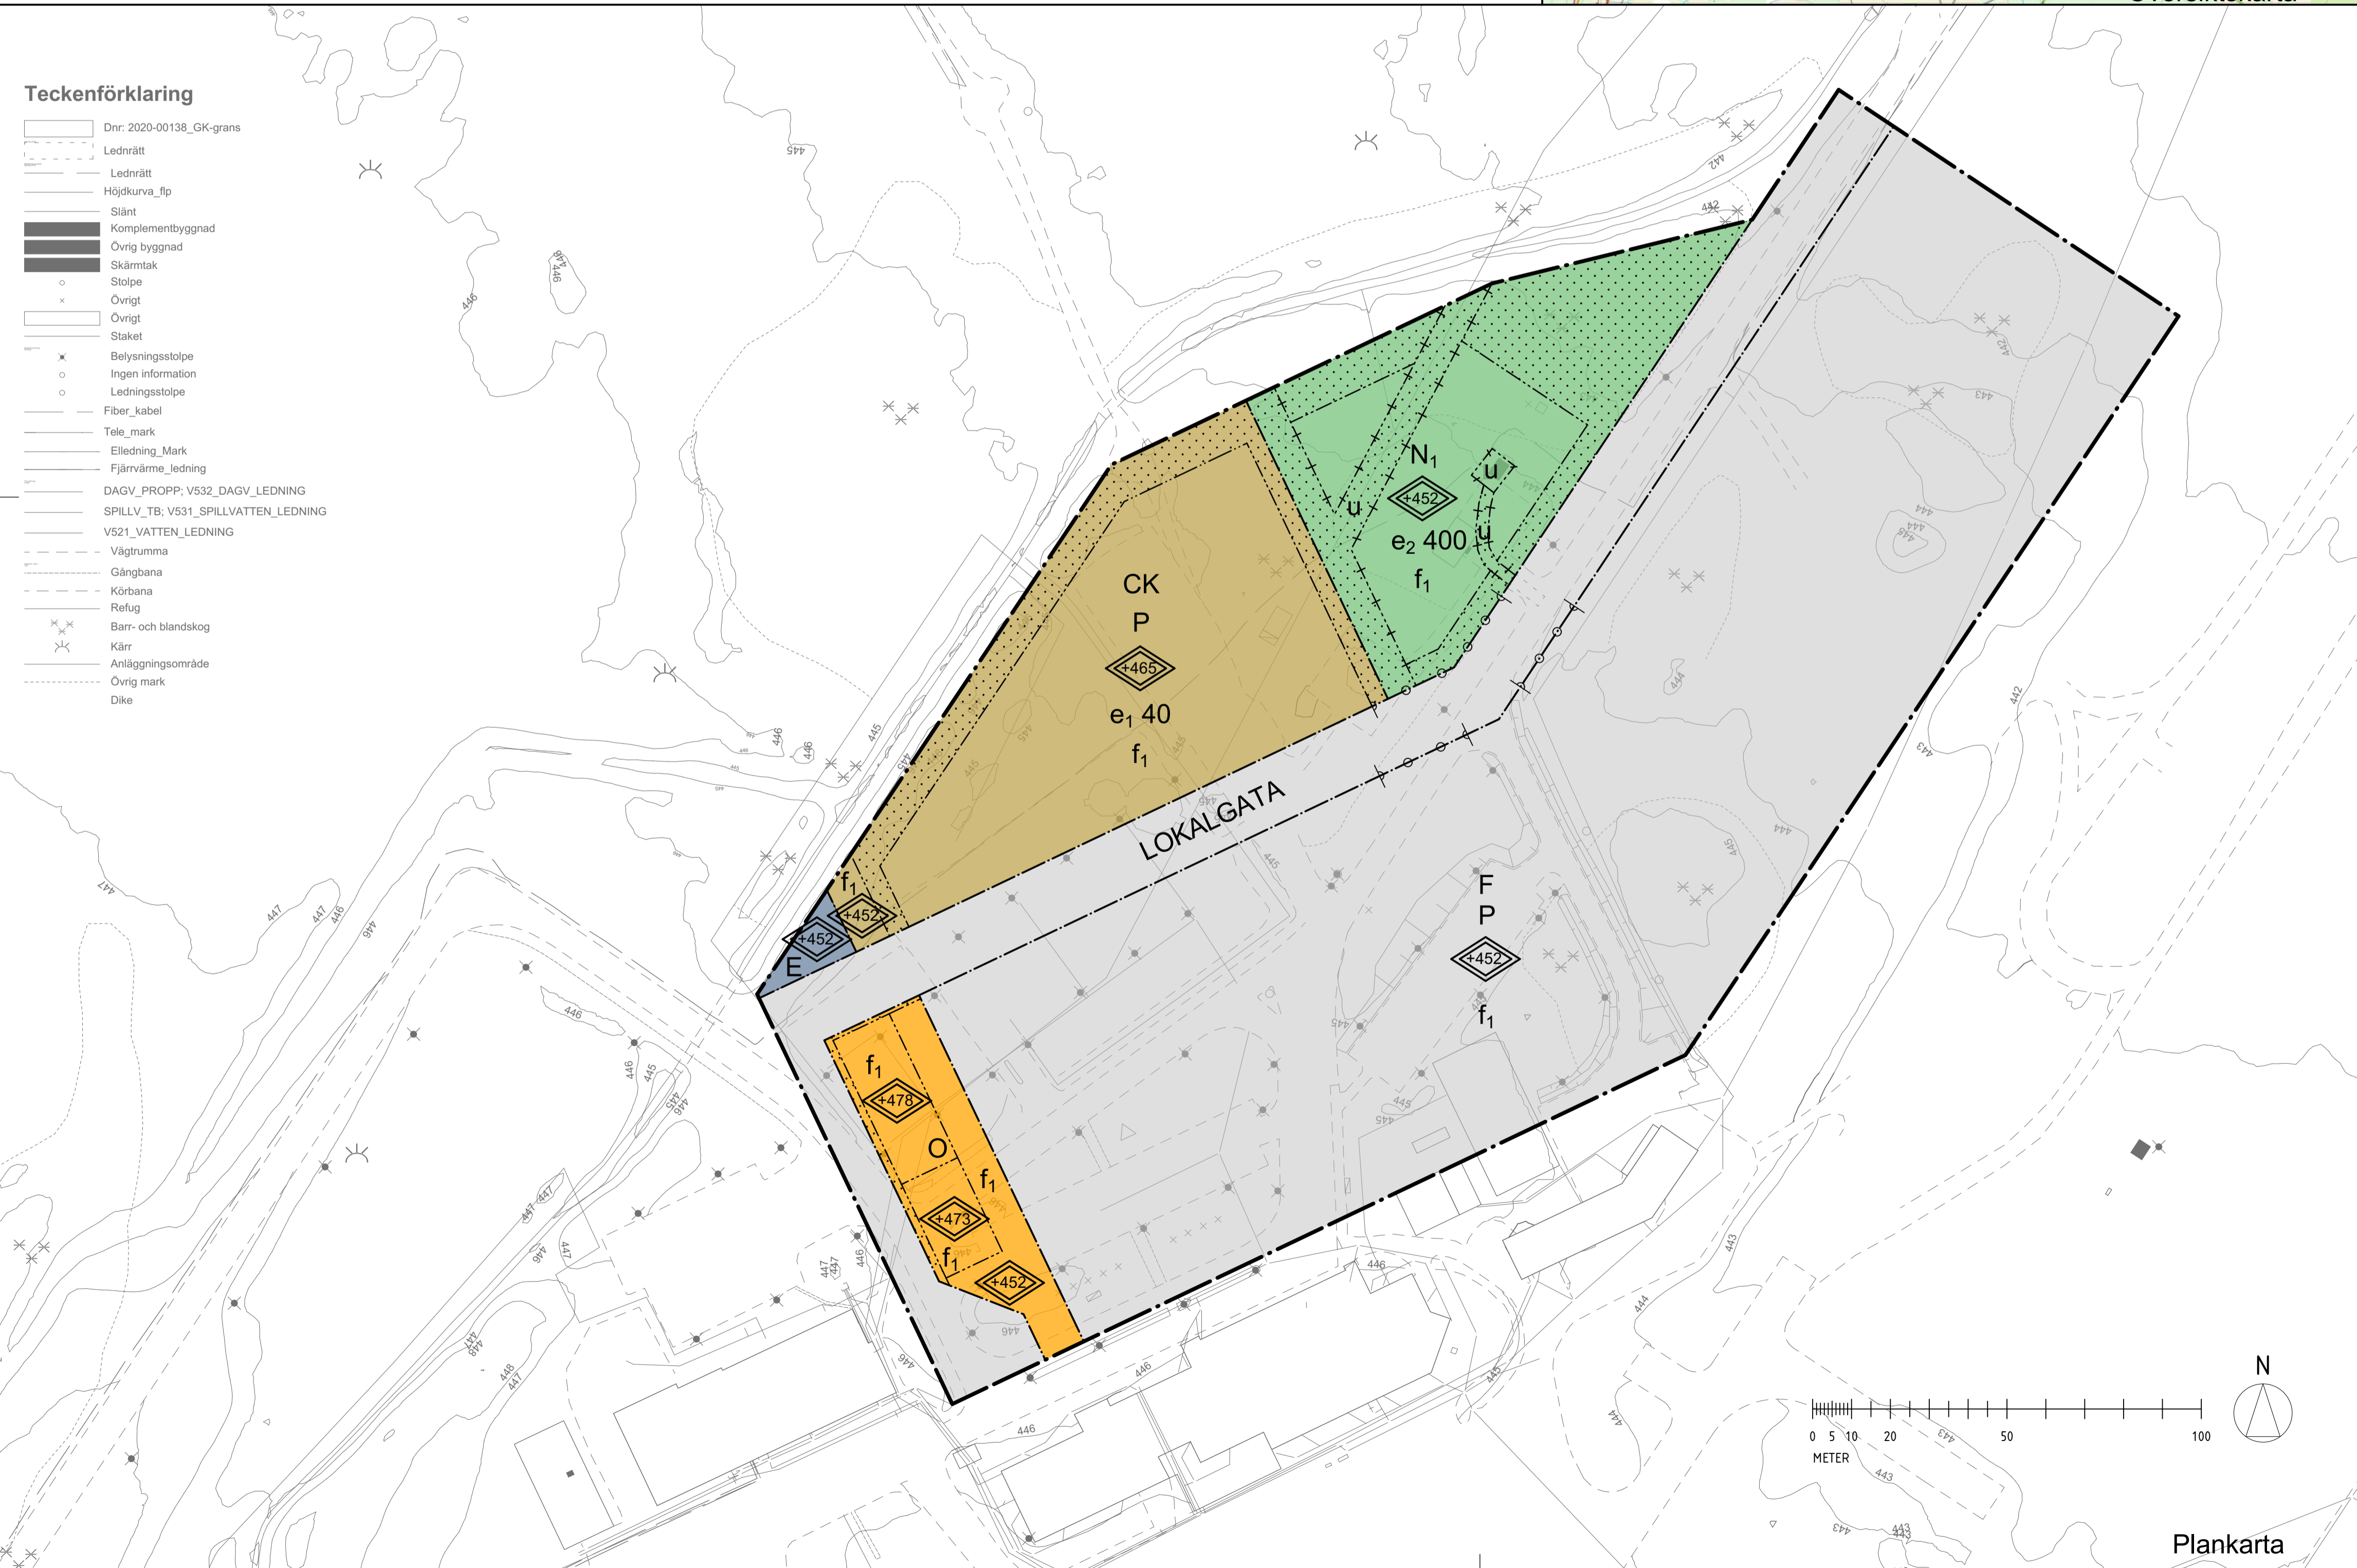 Teckenförklaring
Dnr: 2020-00138_GK-grans
Lednrätt
Lednrätt
Höjdkurva_flp
Slänt
Komplementbyggnad
Övrig byggnad
Skärmtak
Stolpe
Övrigt
Övrigt
Staket
Belysningsstolpe
Ingen information
Ledningsstolpe
Fiber_kabel
Tele_mark
Elledning_Mark
Fjärrvärme_ledning
DAGV_PROPP; V532_DAGV_LEDNING
SPILLV_TB; V531_SPILLVATTEN_LEDNING
V521_VATTEN_LEDNING
Vägtrumma
Gångbana
Körbana
Refug
Barr- och blandskog
Kärr
Anläggningsområde
Övrig mark
Dike
N₁
+452
e₂ 400
f₁
u
u
u
CK
P
+465
e₁ 40
f₁
LOKALGATA
f₁
+452
+452
E
F
P
+452
f₁
f₁
+478
O
f₁
+473
f₁
+452
N
0 5 10 20 50 100
METER
Plankarta